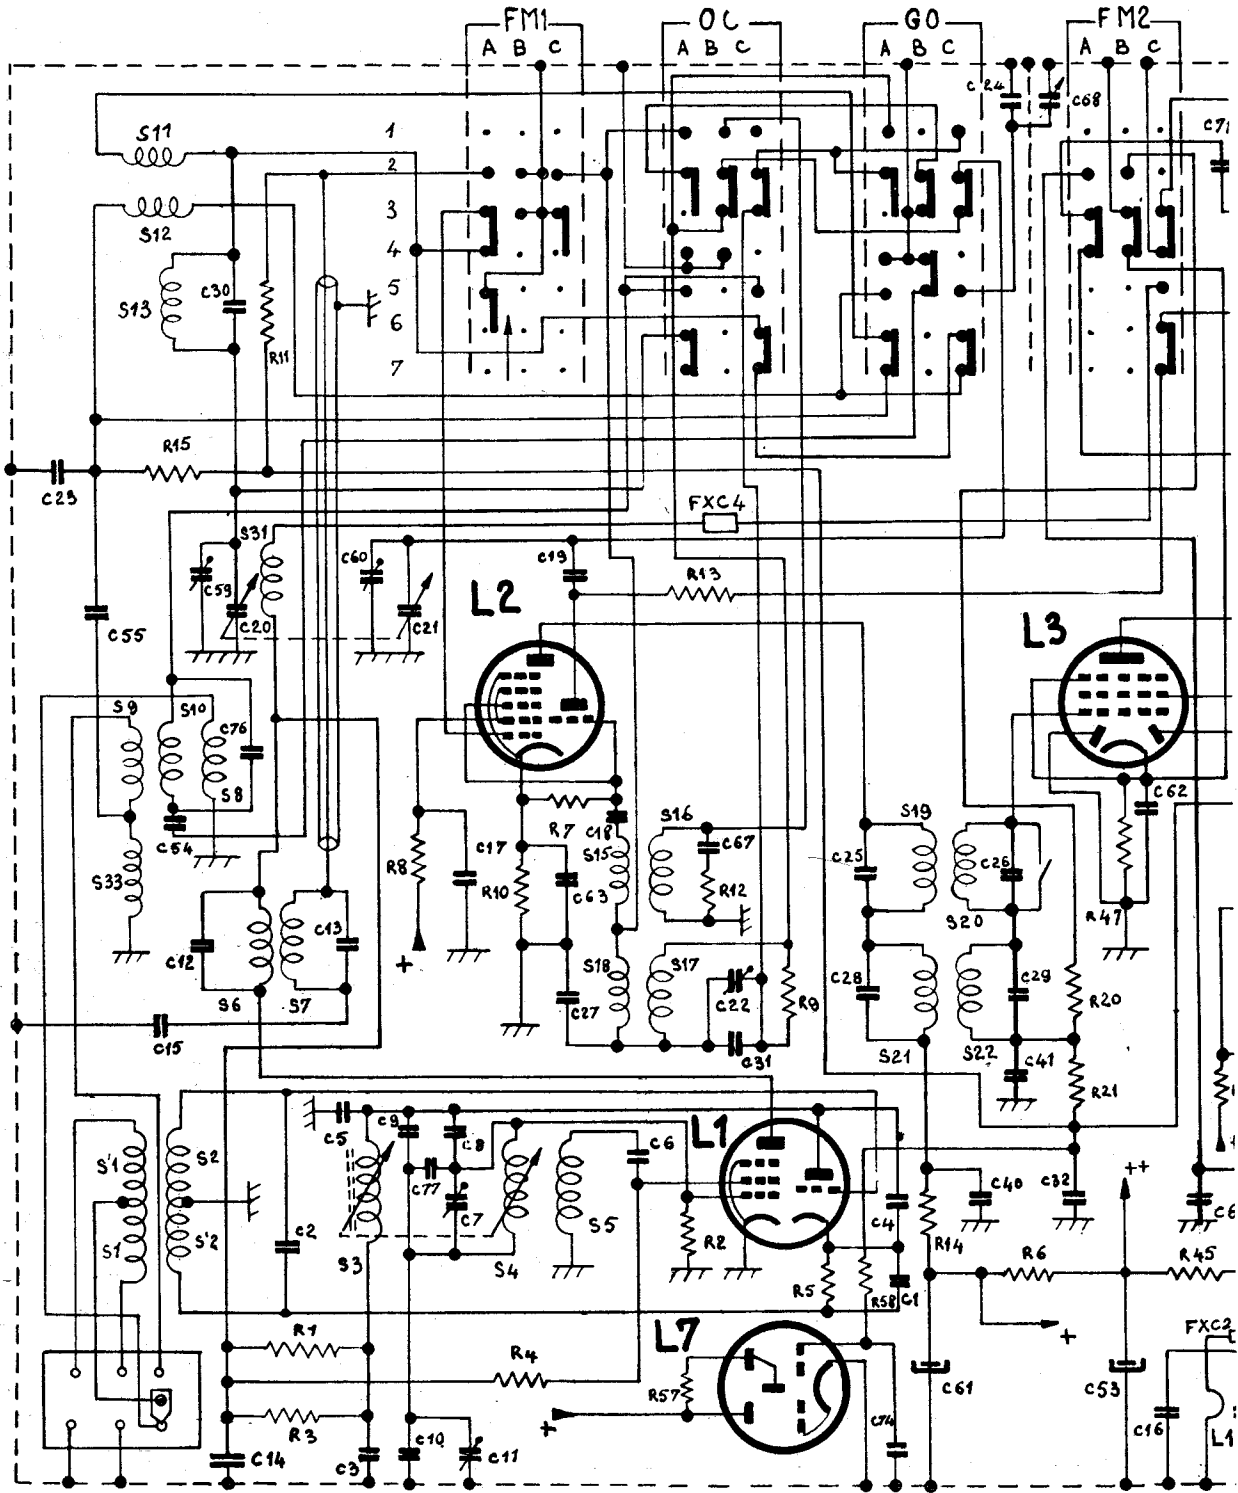 FM1 OC GO FM2
A B C A B C A B C A B C
C24 C68
1 C71
S11
2
3
S12
4
S13 C30
5
6
R11
7
R15
C23
FXC4
S31
C59 C60 C19
R13
C20 C21
L2
C55
L3
S9 S10 C76
S8
C62
C54
R7 C18 S16 S19
C17 S15 C67
R8 C25 C26
S33 R10 C63 R12
C13 S20 R47
C12
+
S18 S17
C28 C29
S6 S7 C27 C22 R9 R20
C15 C31 S21 S22 C41
R21
C5 C9 C8 L1
S'1 S2 C6
C77 ++
C40 C32
C7 S5 C4 C6
S1 S'2 C2 R2 R14
S3 S4 R6 R45
R5 R58 C1
R1 L7 + FXC2
R4
R57 C61 C53
+
R3 C10 C74 C16
C14 C3 C11 L1